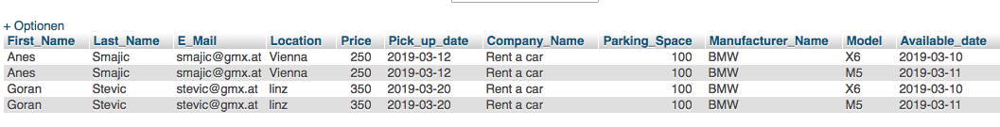 + Optionen
First_Name Last_Name E_Mail Location Price Pick_up_date Company_Name Parking_Space Manufacturer_Name Model Available_date
Anes Smajic smajic@gmx.at Vienna 250 2019-03-12 Rent a car 100 BMW X6 2019-03-10
Anes Smajic smajic@gmx.at Vienna 250 2019-03-12 Rent a car 100 BMW M5 2019-03-11
Goran Stevic stevic@gmx.at linz 350 2019-03-20 Rent a car 100 BMW X6 2019-03-10
Goran Stevic stevic@gmx.at linz 350 2019-03-20 Rent a car 100 BMW M5 2019-03-11